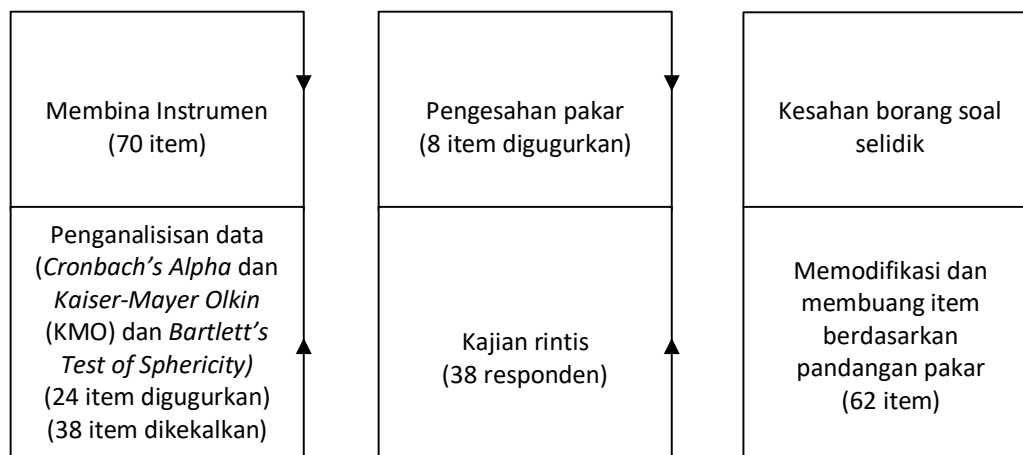 Membina Instrumen
(70 item)
Pengesahan pakar
(8 item digugurkan)
Kesahan borang soal
selidik
Penganalisisan data
(Cronbach's Alpha dan
Kaiser-Mayer Olkin
(KMO) dan Bartlett's
Test of Sphericity)
(24 item digugurkan)
(38 item dikekalkan)
Kajian rintis
(38 responden)
Memodifikasi dan
membuang item
berdasarkan
pandangan pakar
(62 item)